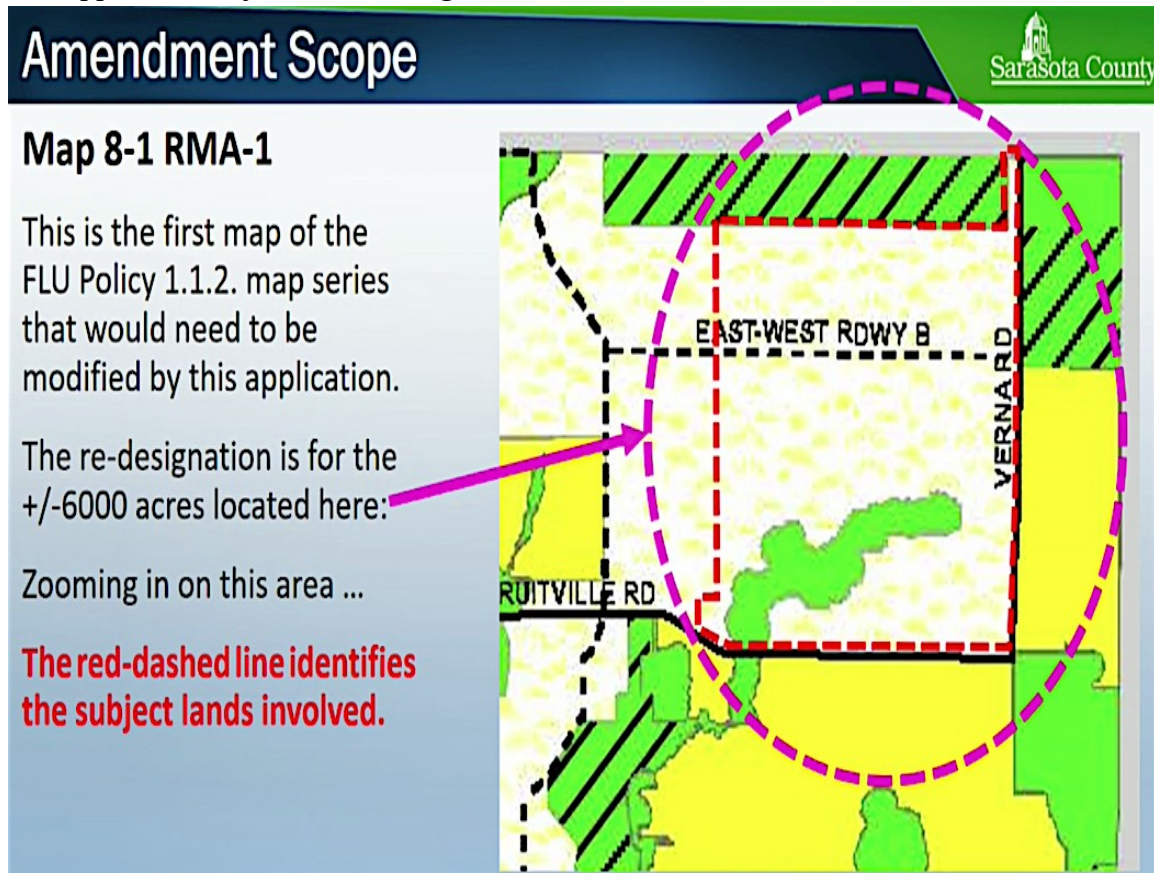 Amendment Scope
Sarasota County
Map 8-1 RMA-1
This is the first map of the
FLU Policy 1.1.2. map series
that would need to be
modified by this application.
The re-designation is for the
+/-6000 acres located here:
Zooming in on this area ...
The red-dashed line identifies
the subject lands involved.
EAST-WEST RDWY B
VERNA RD
RUITVILLE RD